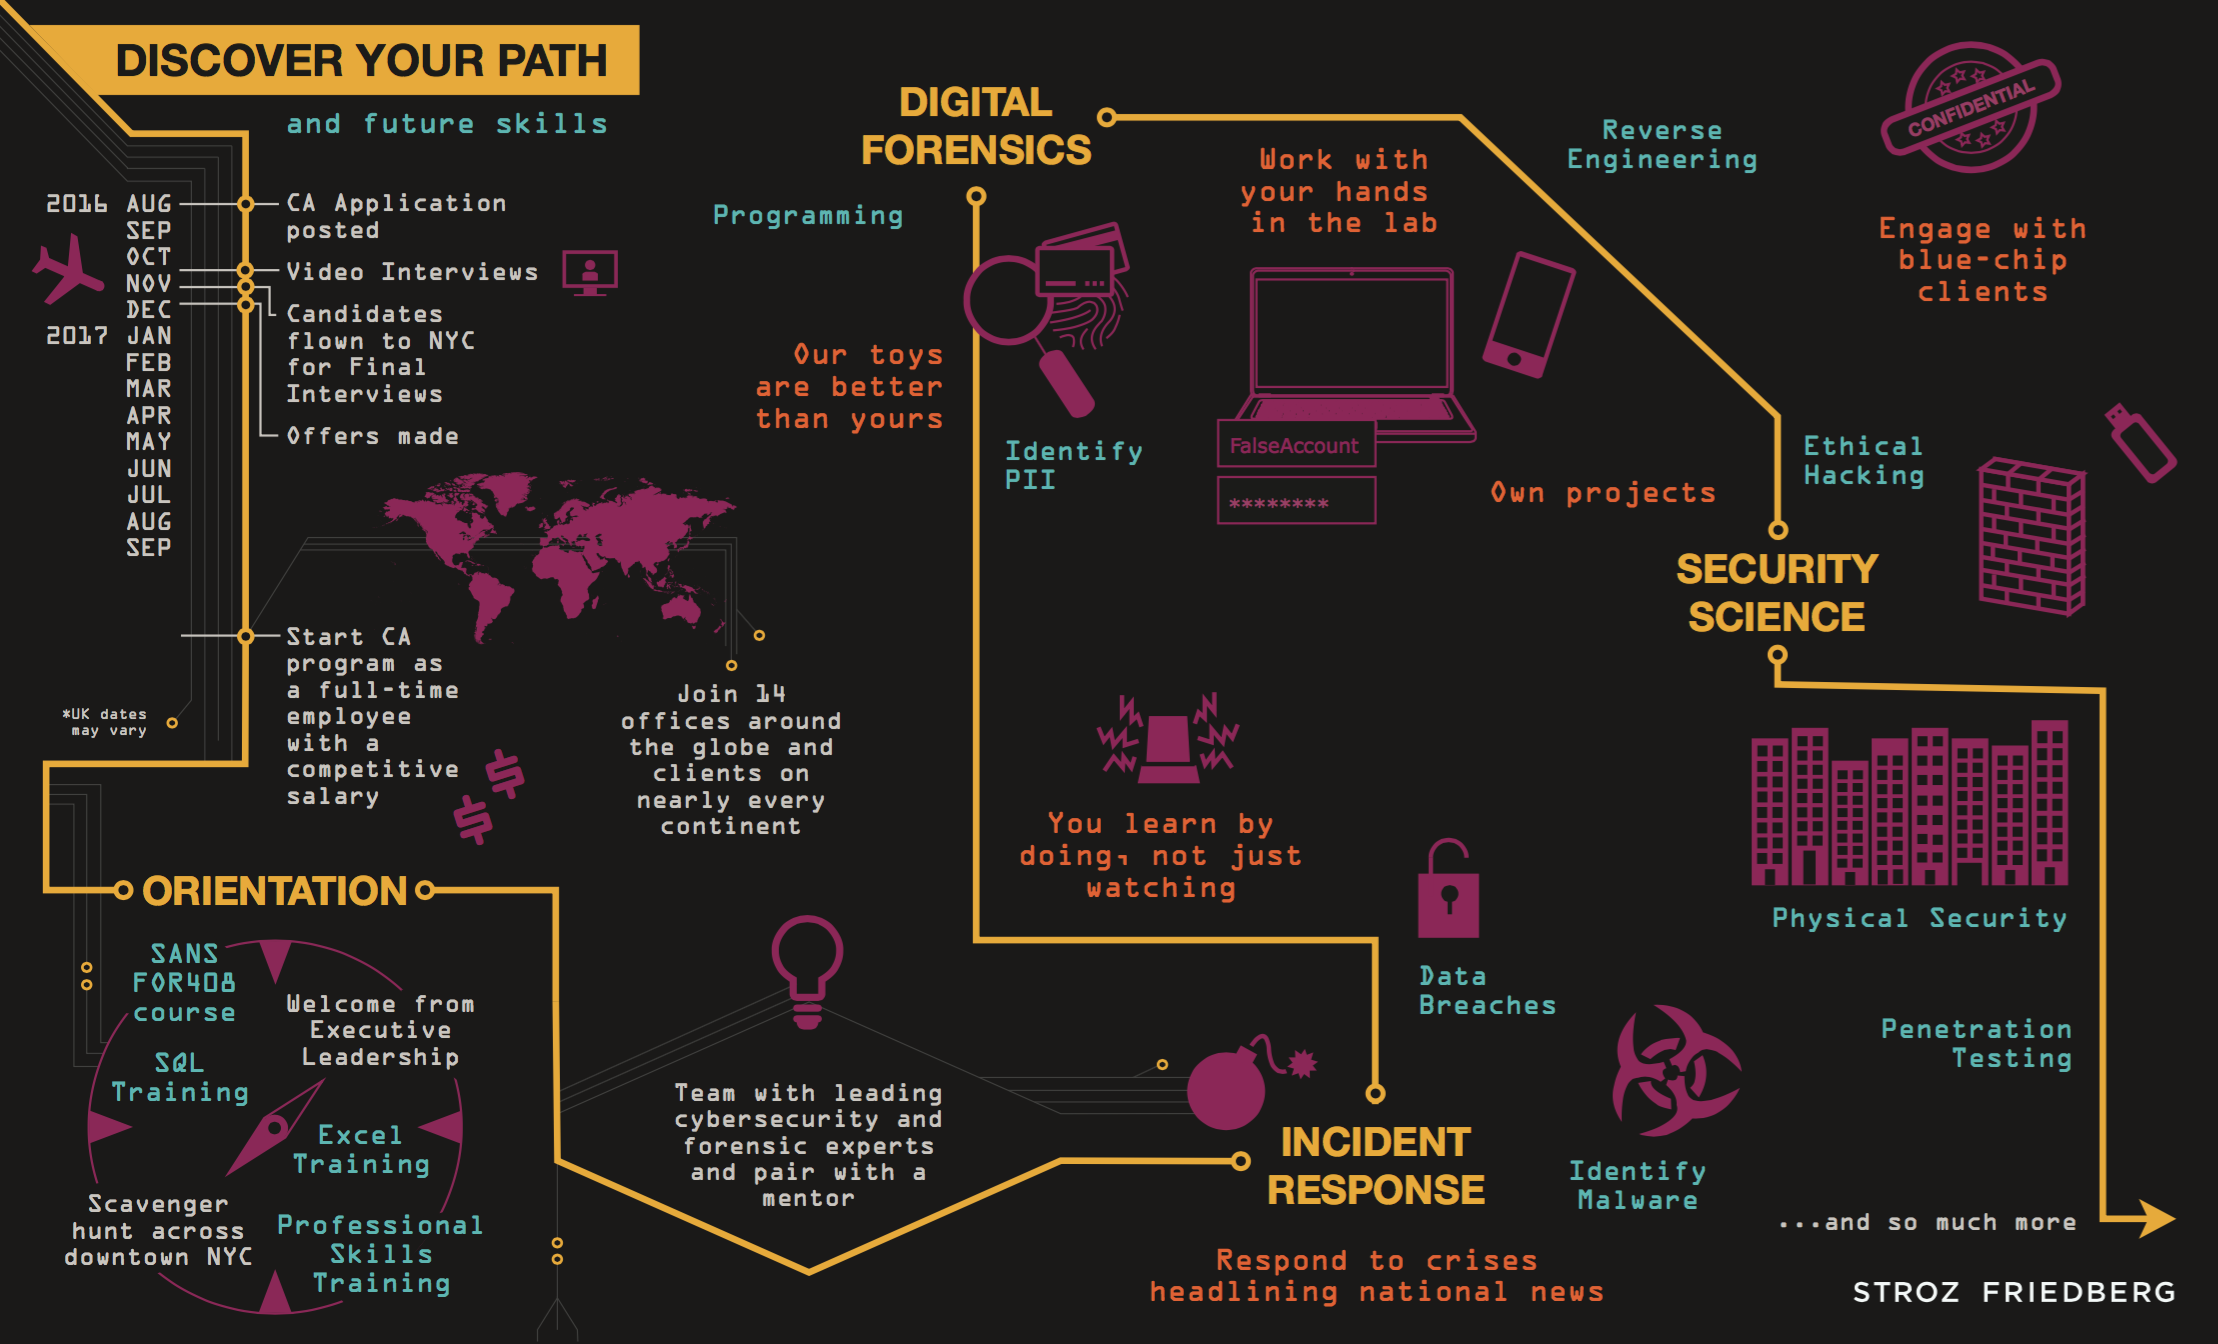 DISCOVER YOUR PATH
and future skills
2016 AUG
SEP
OCT
NOV
DEC
2017 JAN
FEB
MAR
APR
MAY
JUN
JUL
AUG
SEP
CA Application
posted
Video Interviews
Candidates
flown to NYC
for Final
Interviews
Offers made
Start CA
program as
a full-time
employee
with a
competitive
salary
*UK dates
may vary
Join 14
offices around
the globe and
clients on
nearly every
continent
ORIENTATION
SANS
FOR408
course
Welcome from
Executive
Leadership
SQL
Training
Excel
Training
Scavenger
hunt across
downtown NYC
Professional
Skills
Training
Team with leading
cybersecurity and
forensic experts
and pair with a
mentor
INCIDENT
RESPONSE
Respond to crises
headlining national news
Identify
Malware
Data
Breaches
You learn by
doing, not just
watching
DIGITAL
FORENSICS
Programming
Our toys
are better
than yours
Identify
PII
Work with
your hands
in the lab
FalseAccount
********
Own projects
Reverse
Engineering
CONFIDENTIAL
Engage with
blue-chip
clients
Ethical
Hacking
SECURITY
SCIENCE
Physical Security
Penetration
Testing
...and so much more
STROZ FRIEDBERG